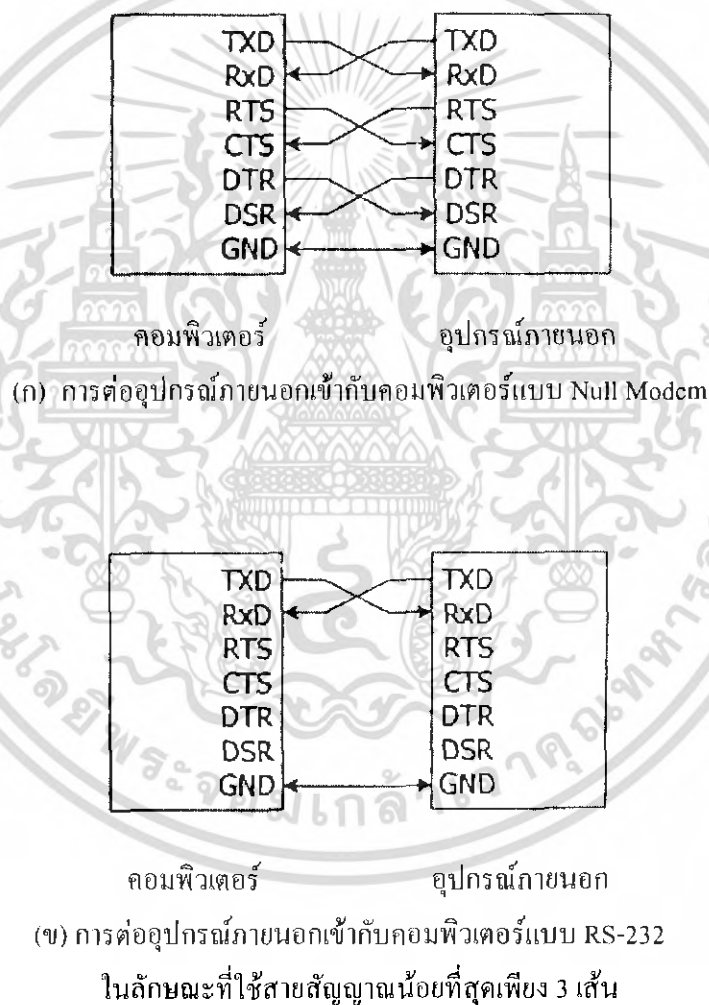 TXD TXD
RxD RxD
RTS RTS
CTS CTS
DTR DTR
DSR DSR
GND GND
คอมพิวเตอร์ อุปกรณ์ภายนอก
(ก) การต่ออุปกรณ์ภายนอกเข้ากับคอมพิวเตอร์แบบ Null Modem
TXD TXD
RxD RxD
RTS RTS
CTS CTS
DTR DTR
DSR DSR
GND GND
คอมพิวเตอร์ อุปกรณ์ภายนอก
(ข) การต่ออุปกรณ์ภายนอกเข้ากับคอมพิวเตอร์แบบ RS-232
ในลักษณะที่ใช้สายสัญญาณน้อยที่สุดเพียง 3 เส้น